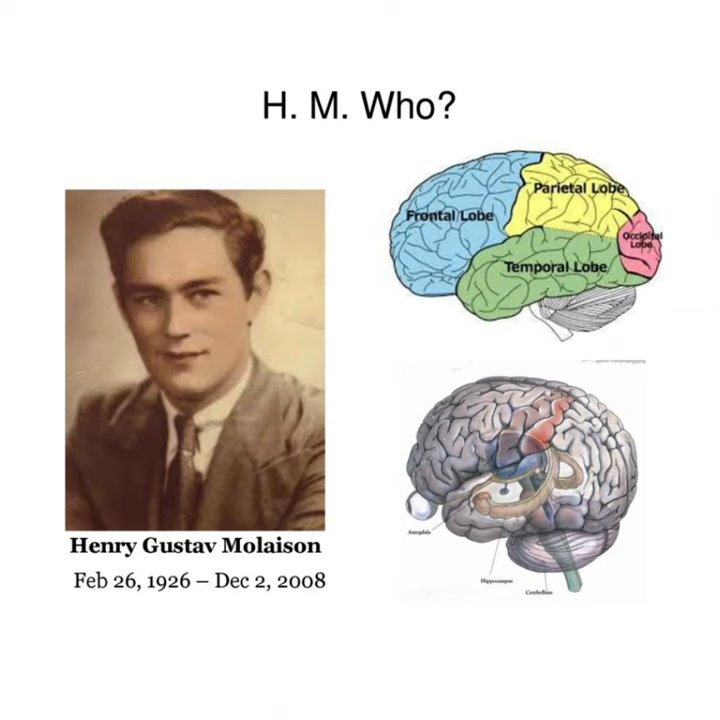 H. M. Who?
Parietal Lobe
Frontal Lobe
Occipital
Lobe
Temporal Lobe
Henry Gustav Molaison
Feb 26, 1926 – Dec 2, 2008
Amygdala
Hippocampus
Cerebellum